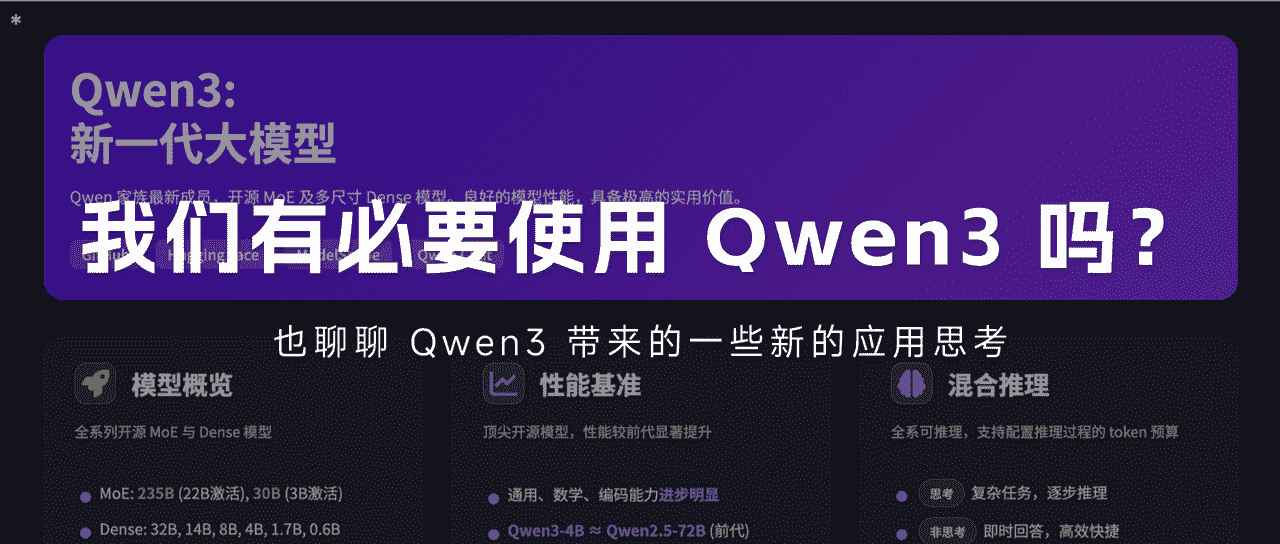 *
Qwen3:
新一代大模型
Qwen 家族最新成员，开源 MoE 及多尺寸 Dense 模型。良好的模型性能，具备极高的实用价值。
我们有必要使用 Qwen3 吗？
也聊聊 Qwen3 带来的一些新的应用思考
模型概览
全系列开源 MoE 与 Dense 模型
MoE: 235B (22B激活), 30B (3B激活)
Dense: 32B, 14B, 8B, 4B, 1.7B, 0.6B
性能基准
顶尖开源模型，性能较前代显著提升
通用、数学、编码能力进步明显
Qwen3-4B ≈ Qwen2.5-72B (前代)
混合推理
全系可推理，支持配置推理过程的 token 预算
思考 复杂任务，逐步推理
非思考 即时回答，高效快捷